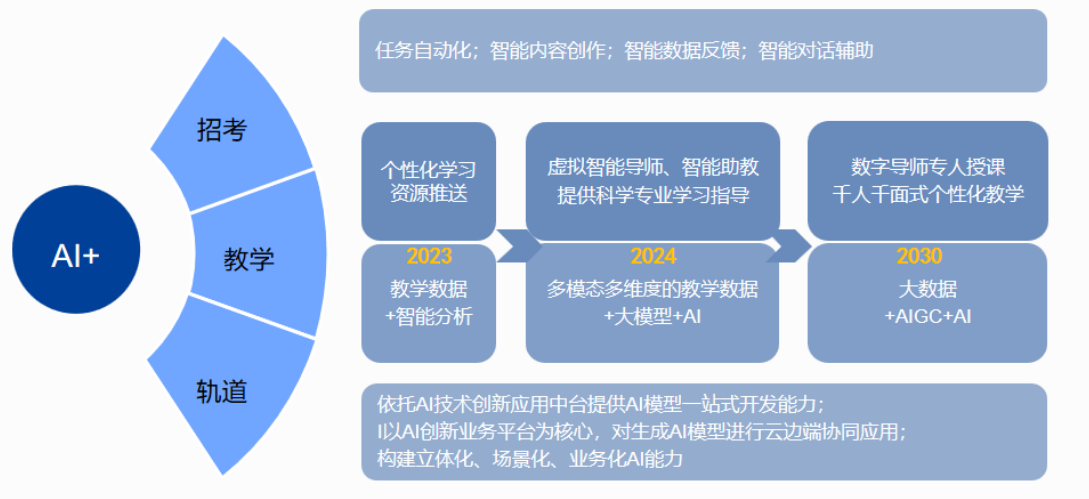 AI+
招考
教学
轨道
任务自动化；智能内容创作；智能数据反馈；智能对话辅助
个性化学习
资源推送
2023
教学数据
+智能分析
虚拟智能导师、智能助教
提供科学专业学习指导
2024
多模态多维度的教学数据
+大模型+AI
数字导师专人授课
千人千面式个性化教学
2030
大数据
+AIGC+AI
依托AI技术创新应用中台提供AI模型一站式开发能力；
I以AI创新业务平台为核心，对生成AI模型进行云边端协同应用；
构建立体化、场景化、业务化AI能力